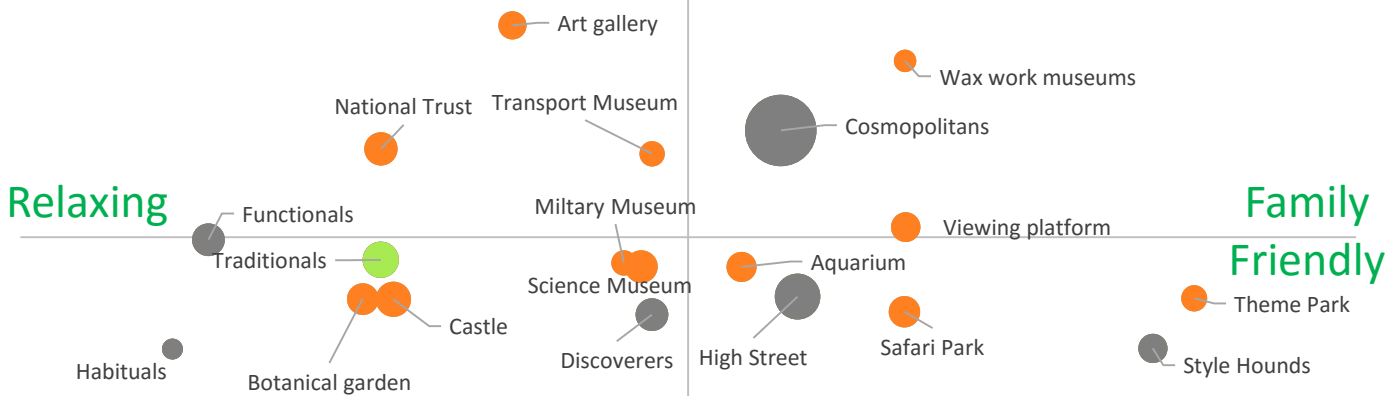 Art gallery
Wax work museums
National Trust
Transport Museum
Cosmopolitans
Relaxing
Family
Friendly
Functionals
Miltary Museum
Viewing platform
Traditionals
Aquarium
Science Museum
Theme Park
Castle
Discoverers
High Street
Safari Park
Style Hounds
Habituals
Botanical garden